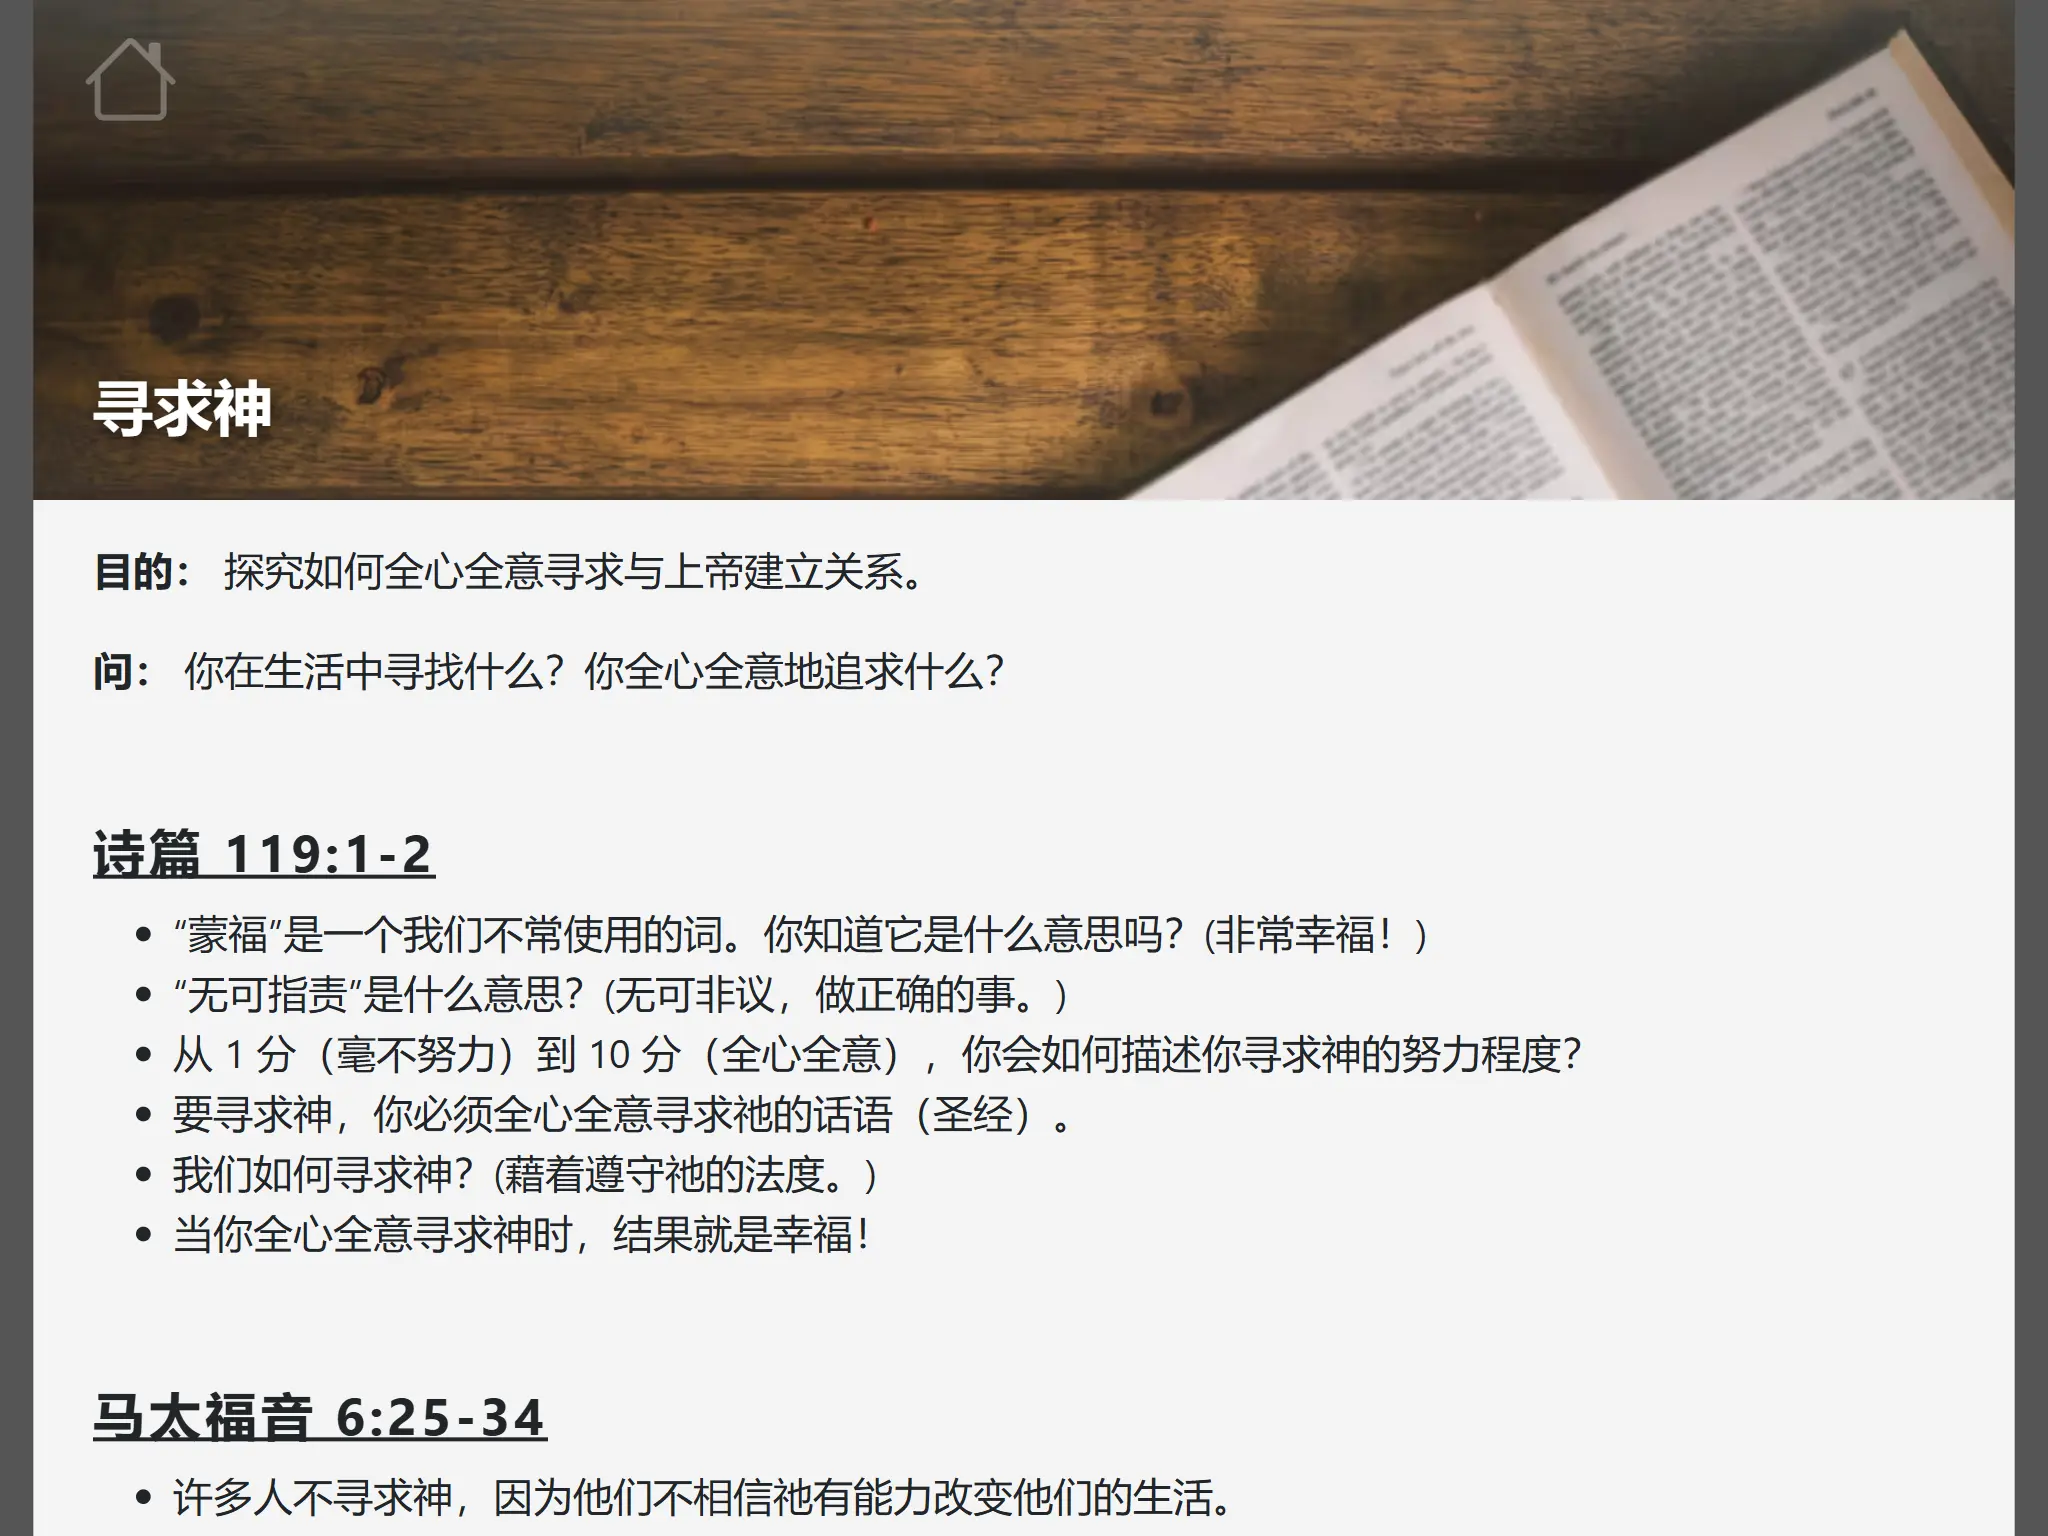 寻求神
目的： 探究如何全心全意寻求与上帝建立关系。
问： 你在生活中寻找什么？你全心全意地追求什么？
诗篇 119:1-2
“蒙福”是一个我们不常使用的词。你知道它是什么意思吗？(非常幸福！)
“无可指责”是什么意思？(无可非议，做正确的事。)
从 1 分（毫不努力）到 10 分（全心全意），你会如何描述你寻求神的努力程度？
要寻求神，你必须全心全意寻求祂的话语（圣经）。
我们如何寻求神？(藉着遵守祂的法度。)
当你全心全意寻求神时，结果就是幸福！
马太福音 6:25-34
许多人不寻求神，因为他们不相信祂有能力改变他们的生活。